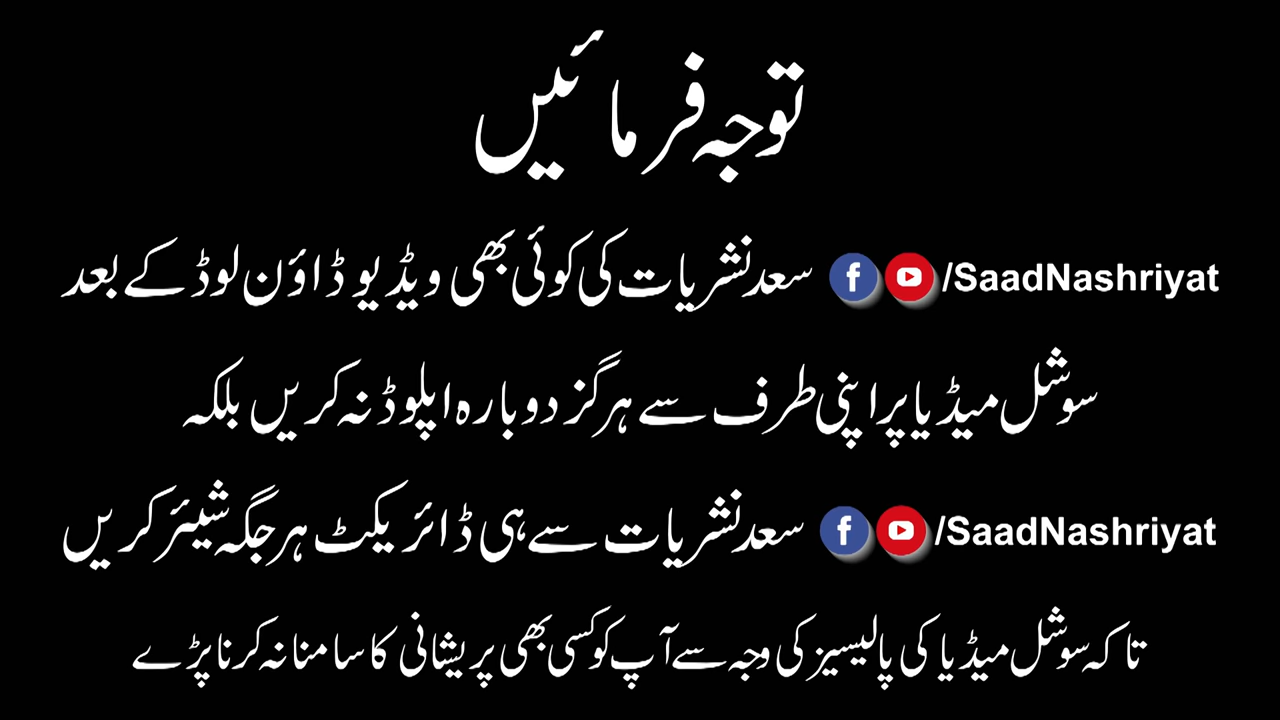 توجہ فرمائیں
/SaadNashriyat سعد نشریات کی کوئی بھی ویڈیو ڈاؤن لوڈ کے بعد
سوشل میڈیا پر اپنی طرف سے ہرگز دوبارہ اپلوڈ نہ کریں بلکہ
/SaadNashriyat سعد نشریات سے ہی ڈائریکٹ ہر جگہ شیئر کریں
تاکہ سوشل میڈیا کی پالیسیز کی وجہ سے آپ کو کسی بھی پریشانی کا سامنا نہ کرنا پڑے